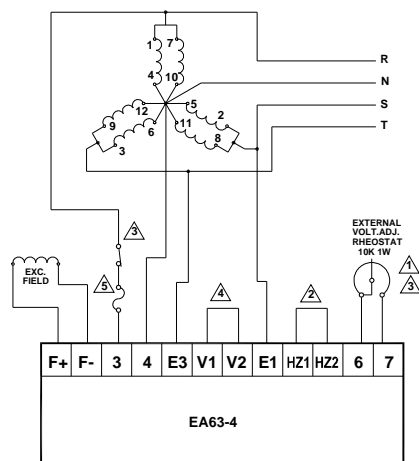 1 7
R
4 10
N
12 5
S
9 2
6 11
T
3 8
EXTERNAL
VOLT.ADJ.
RHEOSTAT
10K 1W
3
1
EXC.
FIELD
5
4
2
3
F+ F- 3 4 E3 V1 V2 E1 HZ1 HZ2 6 7
EA63-4